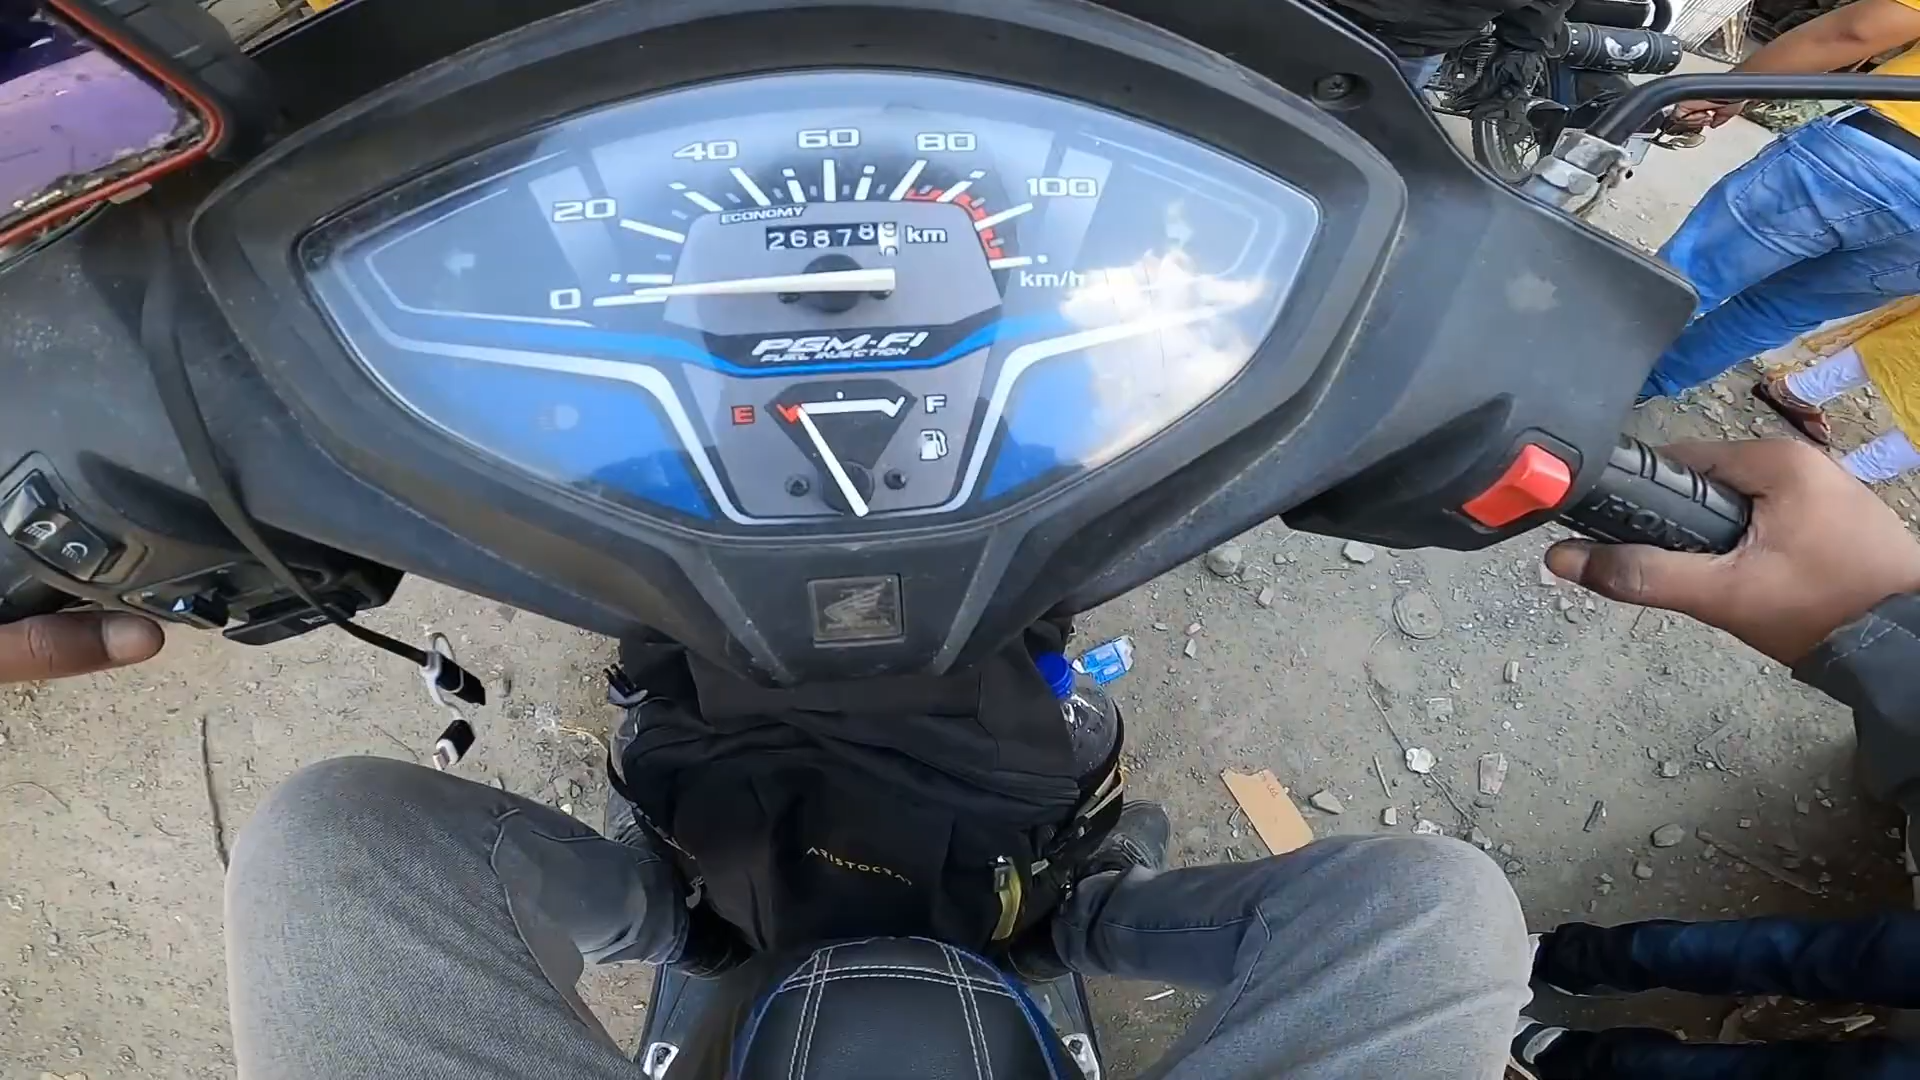 20
40
60
80
100
ECONOMY
26878 km
0
km/h
PGM-FI
FUEL INJECTION
E
F
ARISTOCRAT